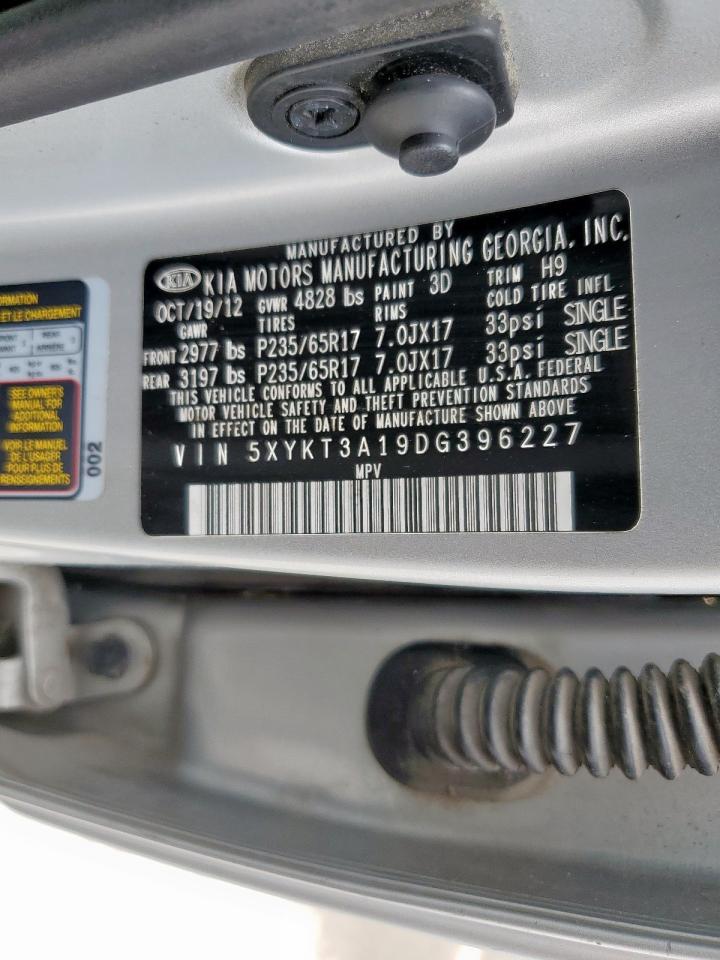 MANUFACTURED BY
KIA KIA MOTORS MANUFACTURING GEORGIA, INC.
OCT/19/12 GVWR 4828 lbs PAINT 3D TRIM H9
GAWR TIRES RIMS COLD TIRE INFL
FRONT 2977 lbs P235/65R17 7.0JX17 33psi SINGLE
REAR 3197 lbs P235/65R17 7.0JX17 33psi SINGLE
THIS VEHICLE CONFORMS TO ALL APPLICABLE U.S.A. FEDERAL
MOTOR VEHICLE SAFETY AND THEFT PREVENTION STANDARDS
IN EFFECT ON THE DATE OF MANUFACTURE SHOWN ABOVE
VIN 5XYKT3A19DG396227
MPV
ET LE CHARGEMENT
SEE OWNER'S
MANUAL FOR
ADDITIONAL
INFORMATION
VOIR LE MANUEL
DE L'USAGER
POUR PLUS DE
RENSEIGNEMENTS
002